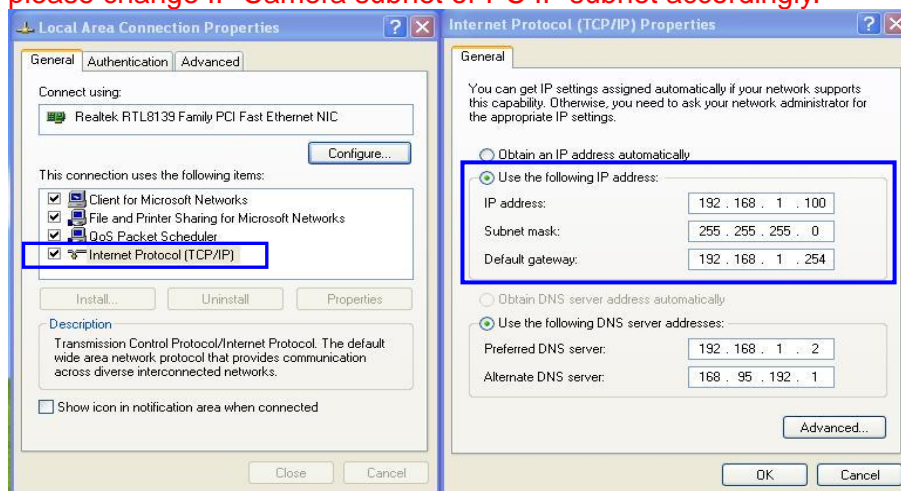 please change IP Camera subnet or PC IP subnet accordingly.
Local Area Connection Properties
General Authentication Advanced
Connect using:
Realtek RTL8139 Family PCI Fast Ethernet NIC
Configure...
This connection uses the following items:
Client for Microsoft Networks
File and Printer Sharing for Microsoft Networks
QoS Packet Scheduler
Internet Protocol (TCP/IP)
Install... Uninstall Properties
Description
Transmission Control Protocol/Internet Protocol. The default
wide area network protocol that provides communication
across diverse interconnected networks.
Show icon in notification area when connected
Close Cancel
Internet Protocol (TCP/IP) Properties
General
You can get IP settings assigned automatically if your network supports
this capability. Otherwise, you need to ask your network administrator for
the appropriate IP settings.
Obtain an IP address automatically
Use the following IP address:
IP address: 192 . 168 . 1 . 100
Subnet mask: 255 . 255 . 255 . 0
Default gateway: 192 . 168 . 1 . 254
Obtain DNS server address automatically
Use the following DNS server addresses:
Preferred DNS server: 192 . 168 . 1 . 2
Alternate DNS server: 168 . 95 . 192 . 1
Advanced...
OK Cancel